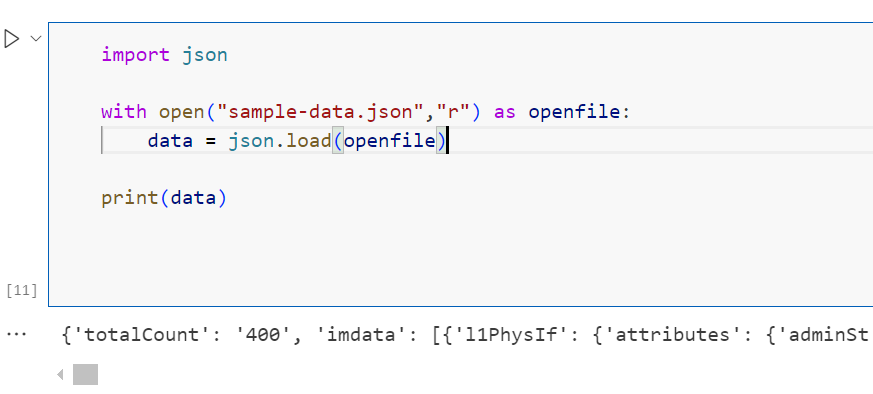 import json
with open("sample-data.json","r") as openfile:
    data = json.load(openfile)
print(data)
[11]
{'totalCount': '400', 'imdata': [{'l1PhysIf': {'attributes': {'adminSt